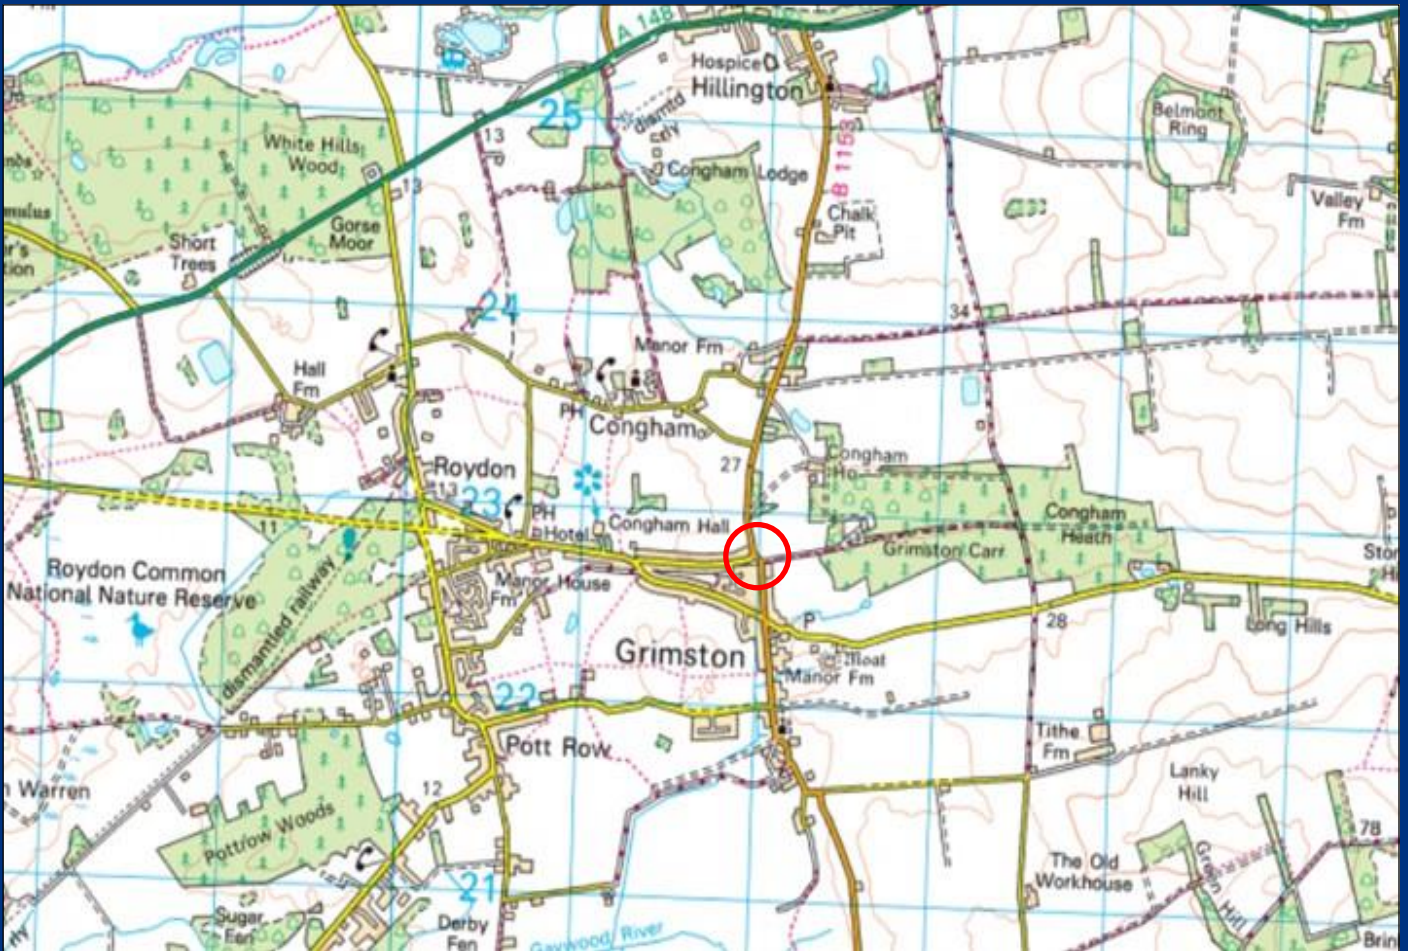 A 148
Hospice
Hillington
25
dismtd
rly
13
White Hills
Wood
Belmont
Ring
Congham Lodge
13
B 1153
Valley
Fm
Chalk
Pit
Gorse
Moor
Short
Trees
24
34
Manor Fm
Hall
Fm
PH
Congham
27
Congham
Ho
Roydon
13
23
PH
Congham Hall
Hotel
Congham
Heath
11
Grimston Carr
Roydon Common
National Nature Reserve
Manor House
Fm
dismantled railway
P
28
Long Hills
Grimston
Moat
Manor Fm
20
22
Tithe
Fm
Pott Row
Lanky
Hill
Warren
12
78
Pottrow Woods
Green Hill
The Old
Workhouse
21
Sugar
Fen
Derby
Fen
Gaywood River